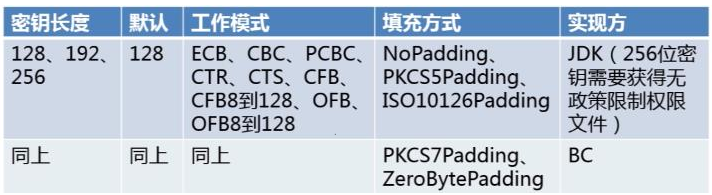 密钥长度 默认 工作模式 填充方式 实现方
128、192、 128 ECB、CBC、PCBC、 NoPadding、 JDK（256位密
256 CTR、CTS、CFB、 PKCS5Padding、 钥需要获得无
CFB8到128、OFB、 ISO10126Padding 政策限制权限
OFB8到128 文件）
同上 同上 同上 PKCS7Padding、 BC
ZeroBytePadding